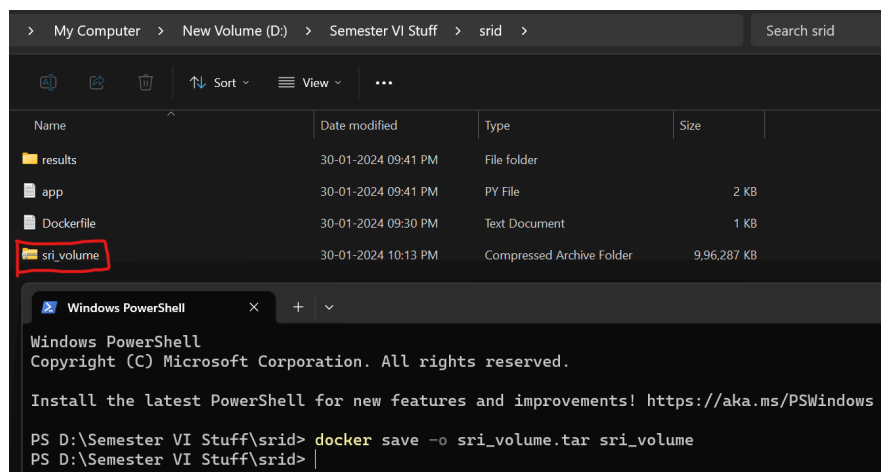 > My Computer > New Volume (D:) > Semester VI Stuff > srid > Search srid
Sort View ...
Name Date modified Type Size
results 30-01-2024 09:41 PM File folder
app 30-01-2024 09:41 PM PY File 2 KB
Dockerfile 30-01-2024 09:30 PM Text Document 1 KB
sri_volume 30-01-2024 10:13 PM Compressed Archive Folder 9,96,287 KB
Windows PowerShell
Windows PowerShell
Copyright (C) Microsoft Corporation. All rights reserved.
Install the latest PowerShell for new features and improvements! https://aka.ms/PSWindows
PS D:\Semester VI Stuff\srid> docker save -o sri_volume.tar sri_volume
PS D:\Semester VI Stuff\srid>